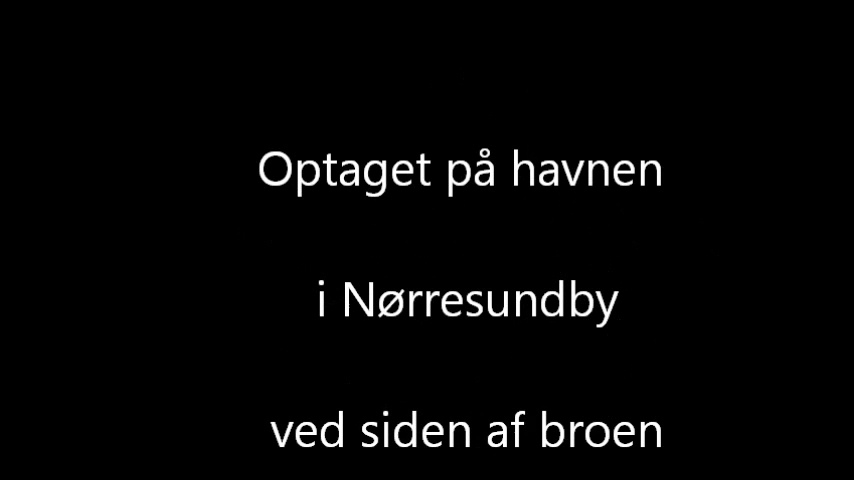 Optaget på havnen
i Nørresundby
ved siden af broen